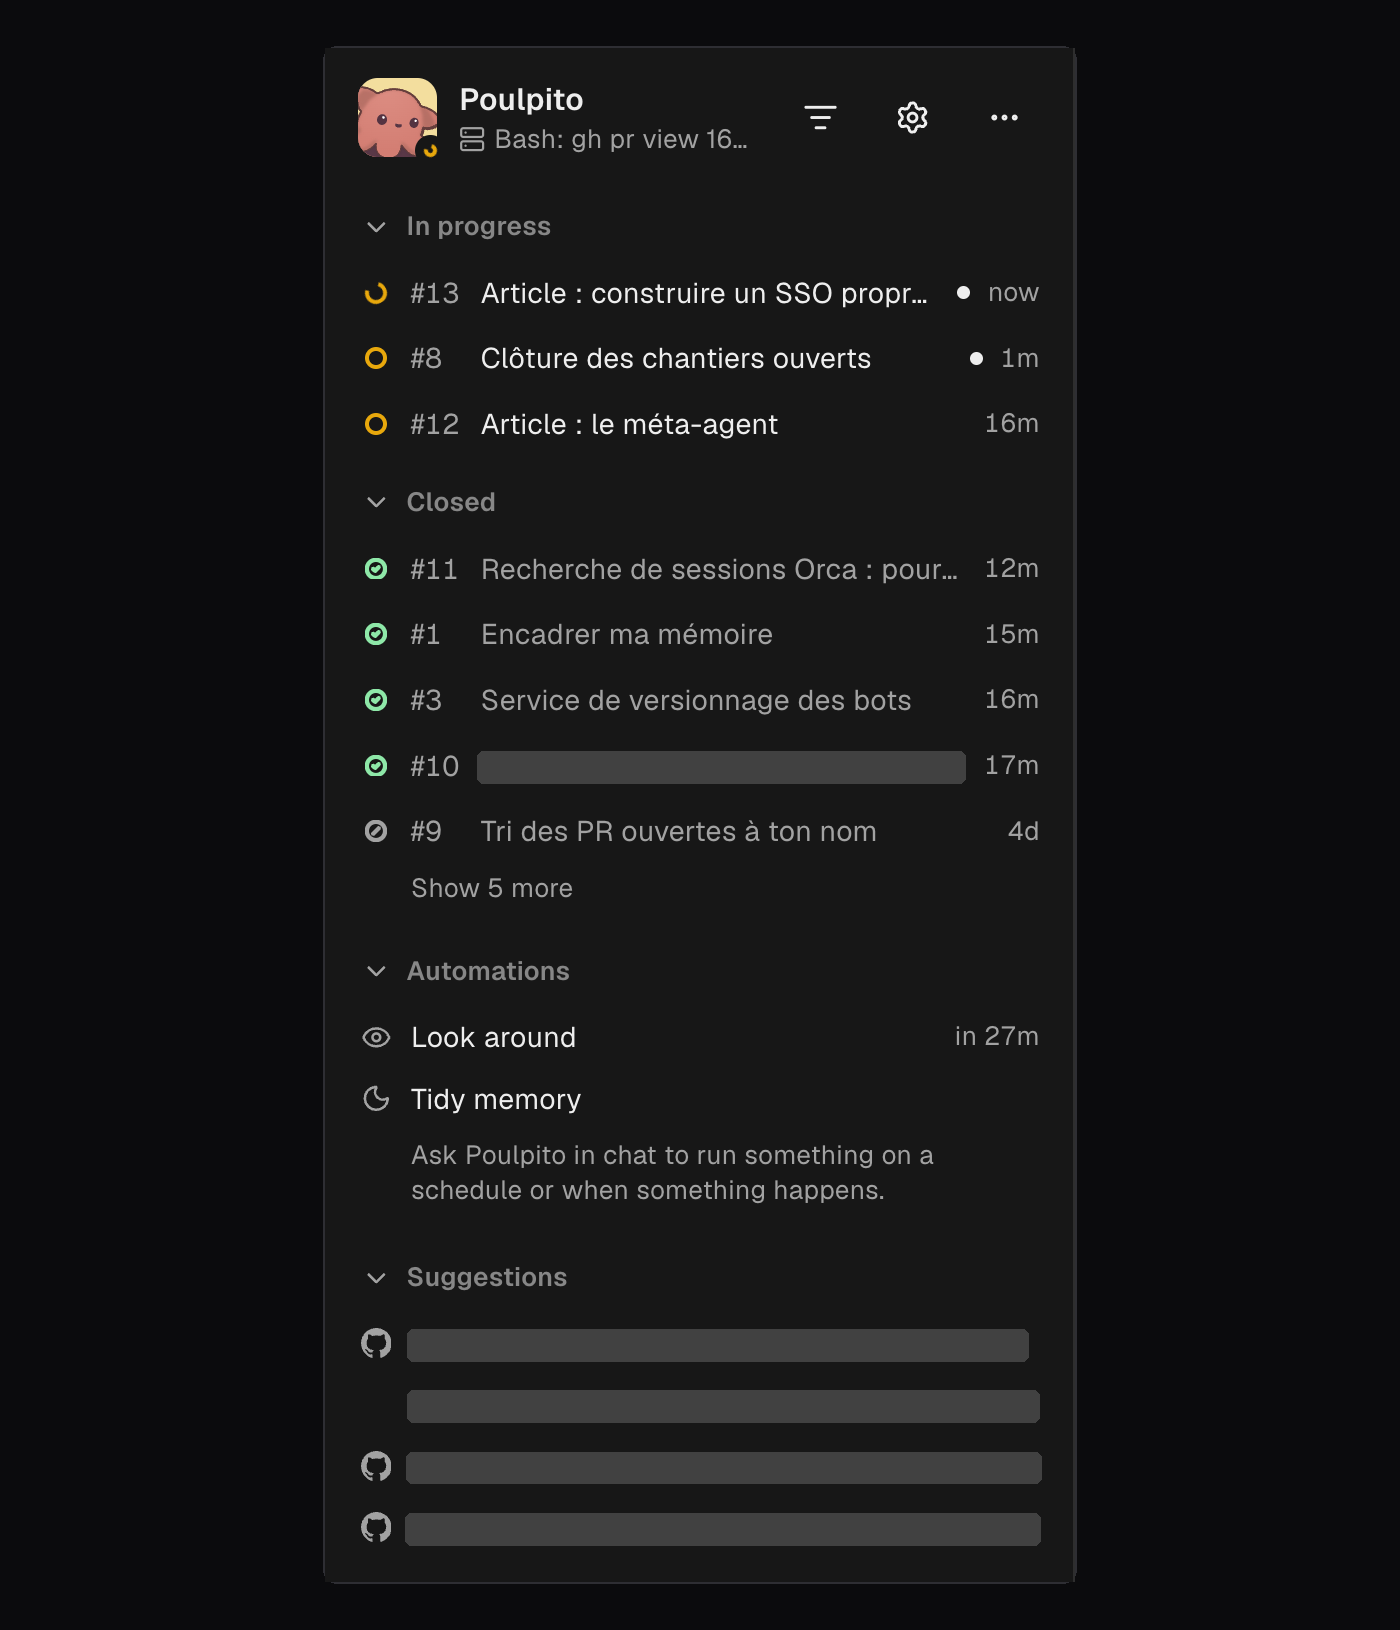 Poulpito
Bash: gh pr view 16…
In progress
#13 Article : construire un SSO propr… now
#8 Clôture des chantiers ouverts 1m
#12 Article : le méta-agent 16m
Closed
#11 Recherche de sessions Orca : pour… 12m
#1 Encadrer ma mémoire 15m
#3 Service de versionnage des bots 16m
#10 17m
#9 Tri des PR ouvertes à ton nom 4d
Show 5 more
Automations
Look around in 27m
Tidy memory
Ask Poulpito in chat to run something on a
schedule or when something happens.
Suggestions